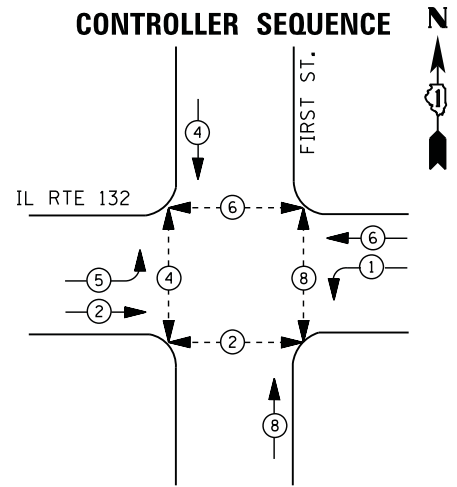 CONTROLLER SEQUENCE
N
1
FIRST ST.
4
IL RTE 132
6
6
5
4
8
1
2
2
8